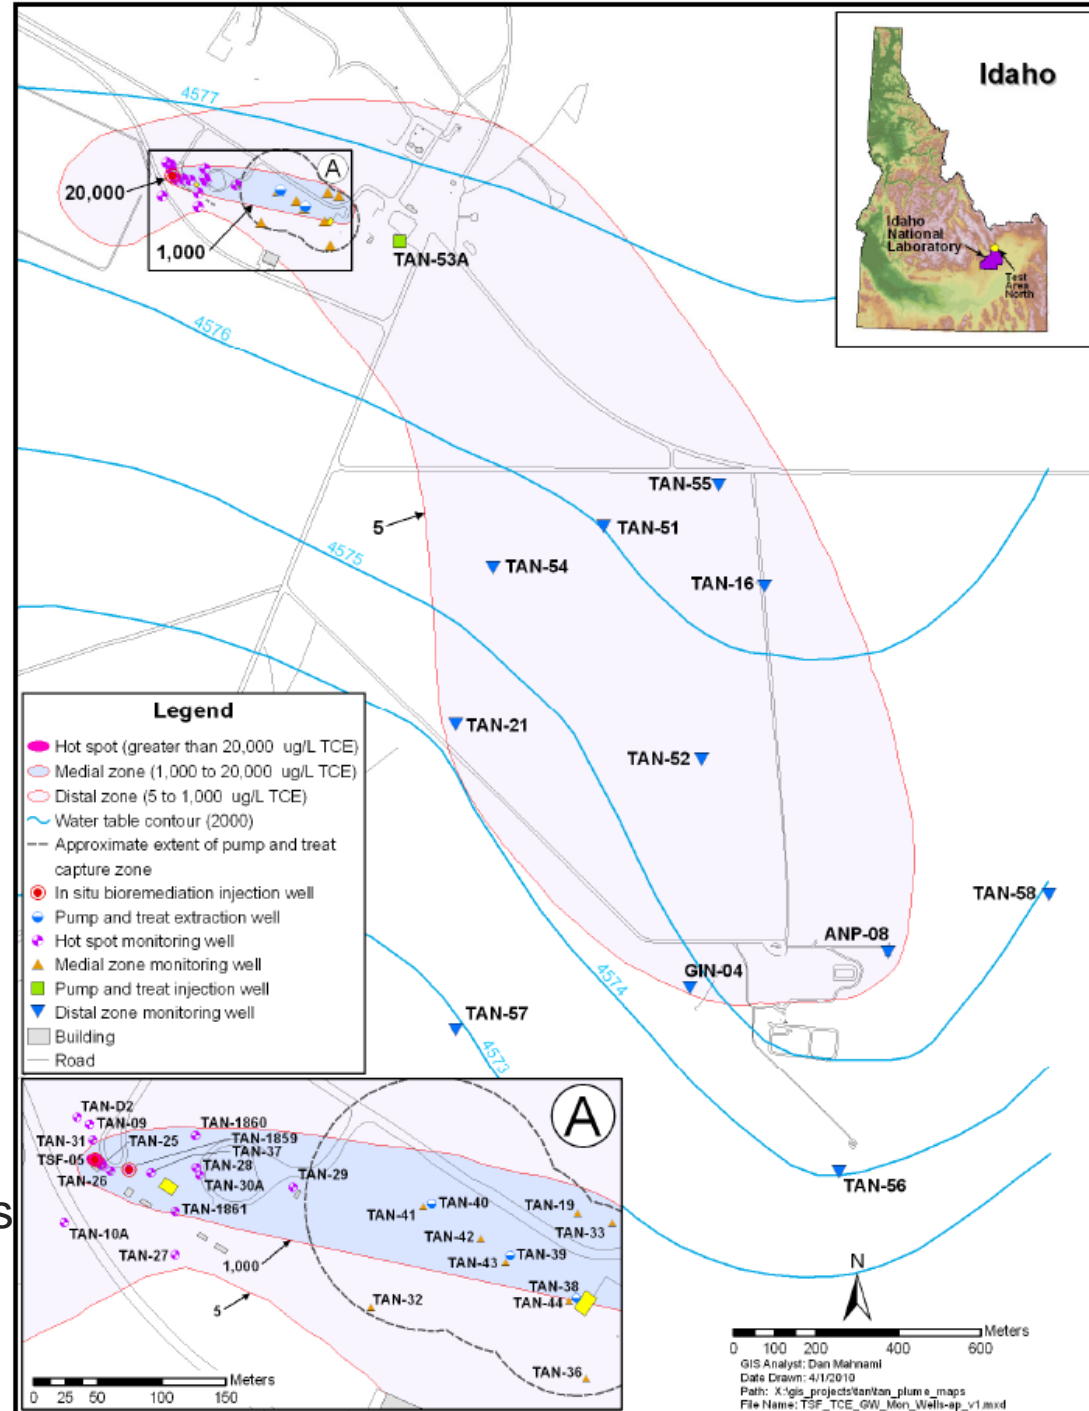 Idaho
Idaho
National
Laboratory
Test
Area
North
4577
A
20,000
1,000
TAN-53A
4576
TAN-55
5
TAN-51
4575
TAN-54
TAN-16
TAN-21
TAN-52
TAN-58
ANP-08
GIN-04
4574
TAN-57
4573
TAN-56
Legend
Hot spot (greater than 20,000 ug/L TCE)
Medial zone (1,000 to 20,000 ug/L TCE)
Distal zone (5 to 1,000 ug/L TCE)
Water table contour (2000)
Approximate extent of pump and treat
capture zone
In situ bioremediation injection well
Pump and treat extraction well
Hot spot monitoring well
Medial zone monitoring well
Pump and treat injection well
Distal zone monitoring well
Building
Road
A
TAN-D2
TAN-09
TAN-1860
TAN-31
TAN-25
TAN-1859
TAN-37
TSF-05
TAN-28
TAN-26
TAN-30A
TAN-29
TAN-40
TAN-19
TAN-41
TAN-1861
TAN-33
s
TAN-10A
TAN-42
TAN-27
TAN-39
1,000
TAN-43
TAN-38
5
TAN-32
TAN-44
TAN-36
Meters
0 25 50 100 150
N
Meters
0 100 200 400 600
GIS Analyst: Dan Mahnami
Date Drawn: 4/1/2010
Path: X:\gis_projects\tan\tan_plume_maps
File Name: TSF_TCE_GW_Mon_Wells-ap_v1.mxd